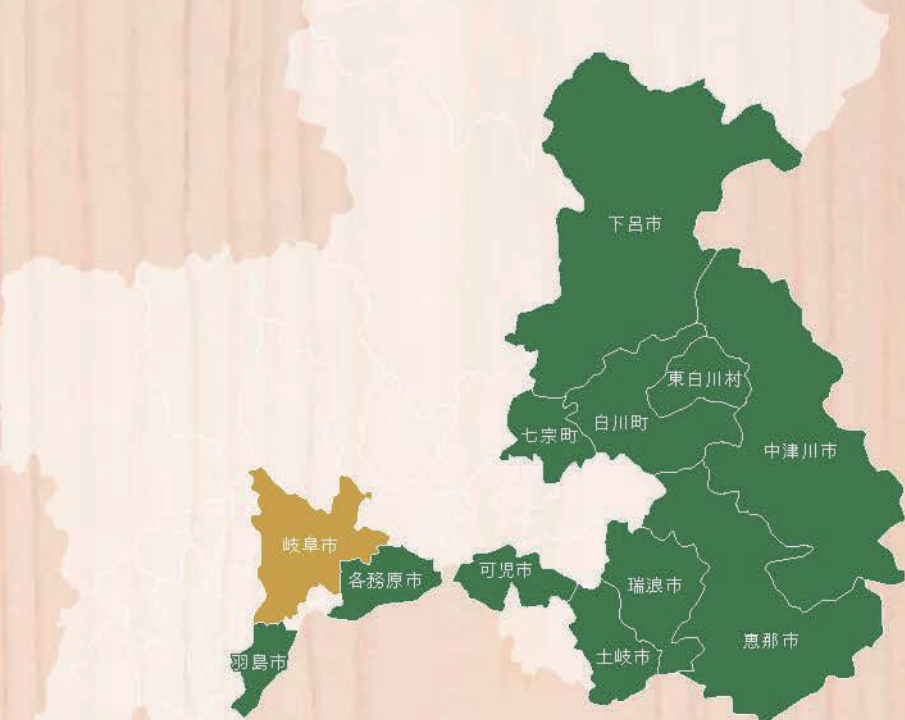 下呂市
東白川村
白川町
七宗町
中津川市
岐阜市
各務原市
可児市
瑞浪市
恵那市
土岐市
羽島市